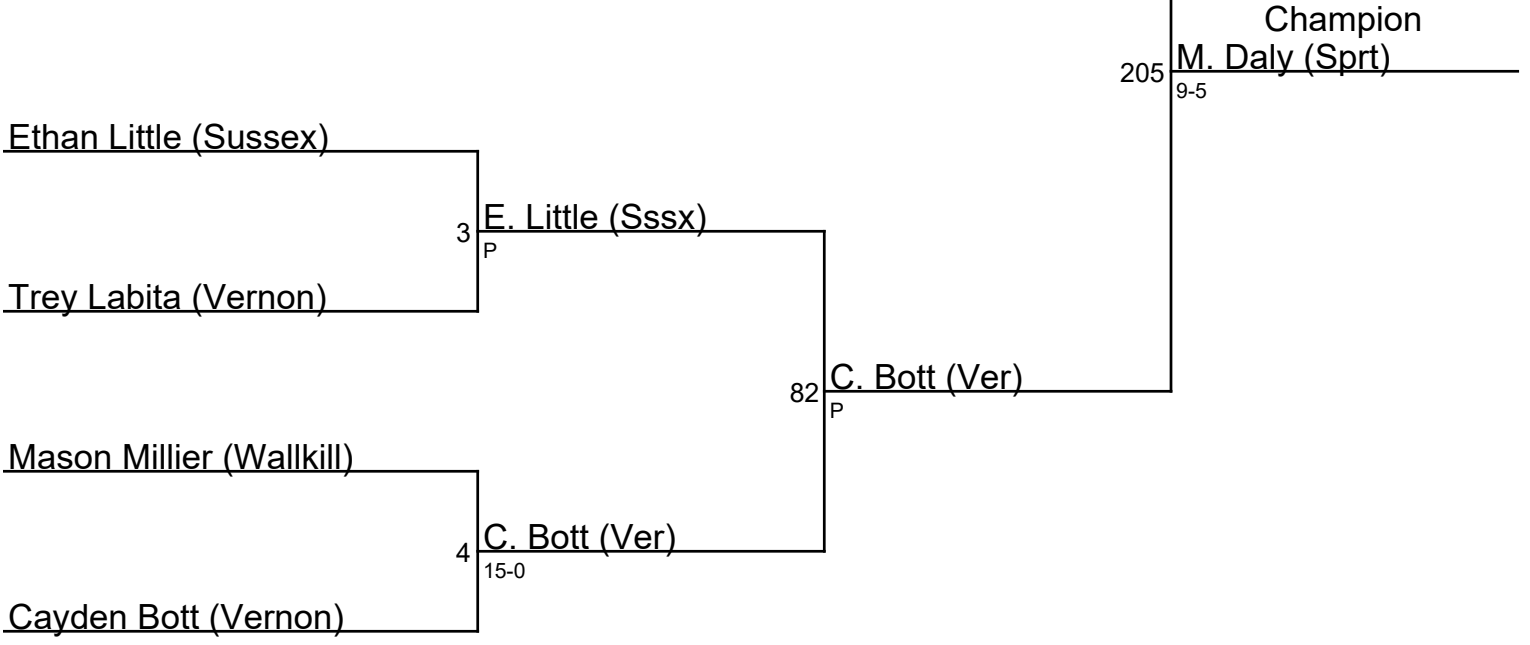 Champion
205 M. Daly (Sprt)
9-5
Ethan Little (Sussex)
3 E. Little (Sssx)
P
Trey Labita (Vernon)
82 C. Bott (Ver)
P
Mason Millier (Wallkill)
4 C. Bott (Ver)
15-0
Cayden Bott (Vernon)